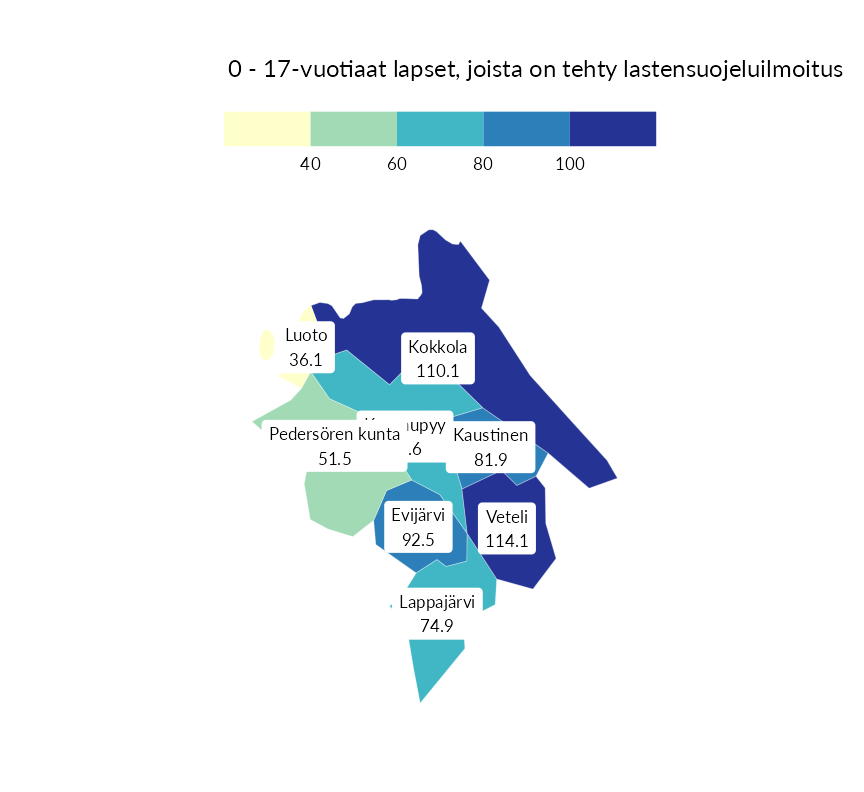 0 - 17-vuotiaat lapset, joista on tehty lastensuojeluilmoitus
40 60 80 100
Luoto
36.1
Kokkola
110.1
Pedersören kunta
51.5
.6
Kaustinen
81.9
Evijärvi
92.5
Veteli
114.1
Lappajärvi
74.9